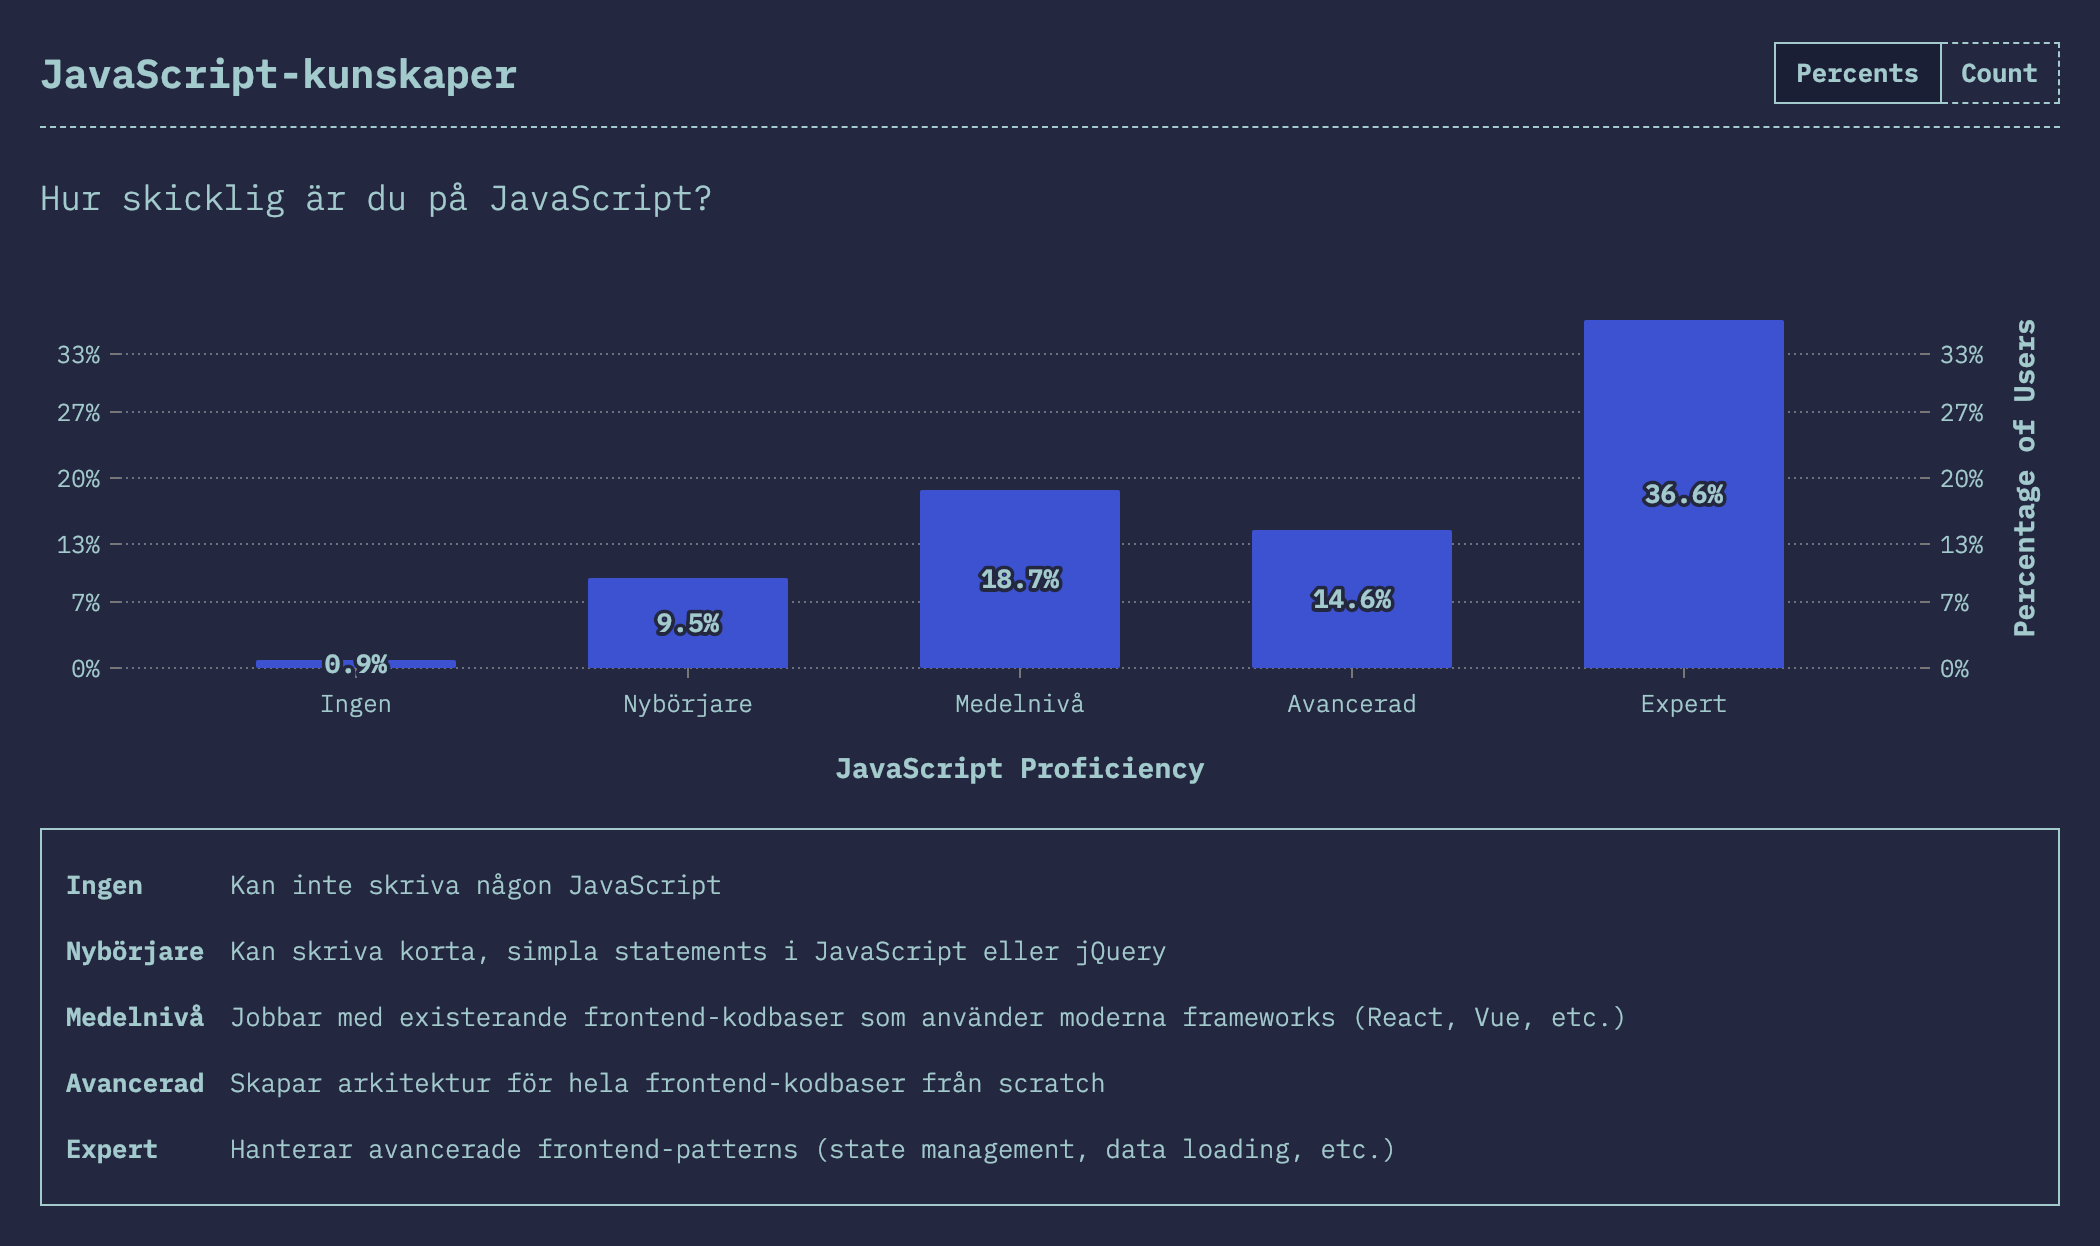 JavaScript-kunskaper
Percents Count
Hur skicklig är du på JavaScript?
33% 33%
27% 27%
20% 20%
13% 13%
7% 7%
0% 0%
0.9% 9.5% 18.7% 14.6% 36.6%
Percentage of Users
Ingen Nybörjare Medelnivå Avancerad Expert
JavaScript Proficiency
Ingen Kan inte skriva någon JavaScript
Nybörjare Kan skriva korta, simpla statements i JavaScript eller jQuery
Medelnivå Jobbar med existerande frontend-kodbaser som använder moderna frameworks (React, Vue, etc.)
Avancerad Skapar arkitektur för hela frontend-kodbaser från scratch
Expert Hanterar avancerade frontend-patterns (state management, data loading, etc.)